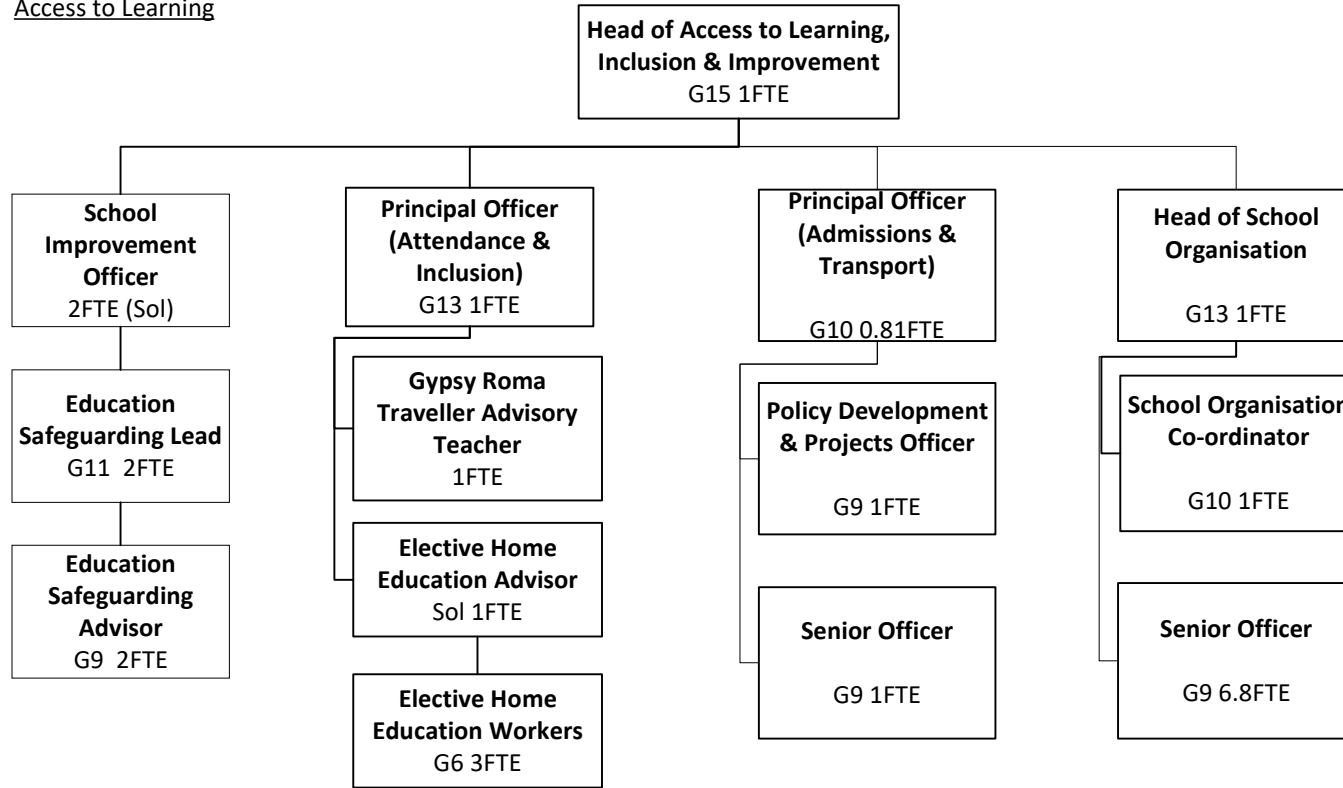 Access to Learning
Head of Access to Learning,
Inclusion & Improvement
G15 1FTE
School
Improvement
Officer
2FTE (Sol)
Education
Safeguarding Lead
G11  2FTE
Education
Safeguarding
Advisor
G9  2FTE
Principal Officer
(Attendance &
Inclusion)
G13 1FTE
Gypsy Roma
Traveller Advisory
Teacher
1FTE
Elective Home
Education Advisor
Sol 1FTE
Elective Home
Education Workers
G6 3FTE
Principal Officer
(Admissions &
Transport)
G10 0.81FTE
Policy Development
& Projects Officer
G9 1FTE
Senior Officer
G9 1FTE
Head of School
Organisation
G13 1FTE
School Organisation
Co-ordinator
G10 1FTE
Senior Officer
G9 6.8FTE